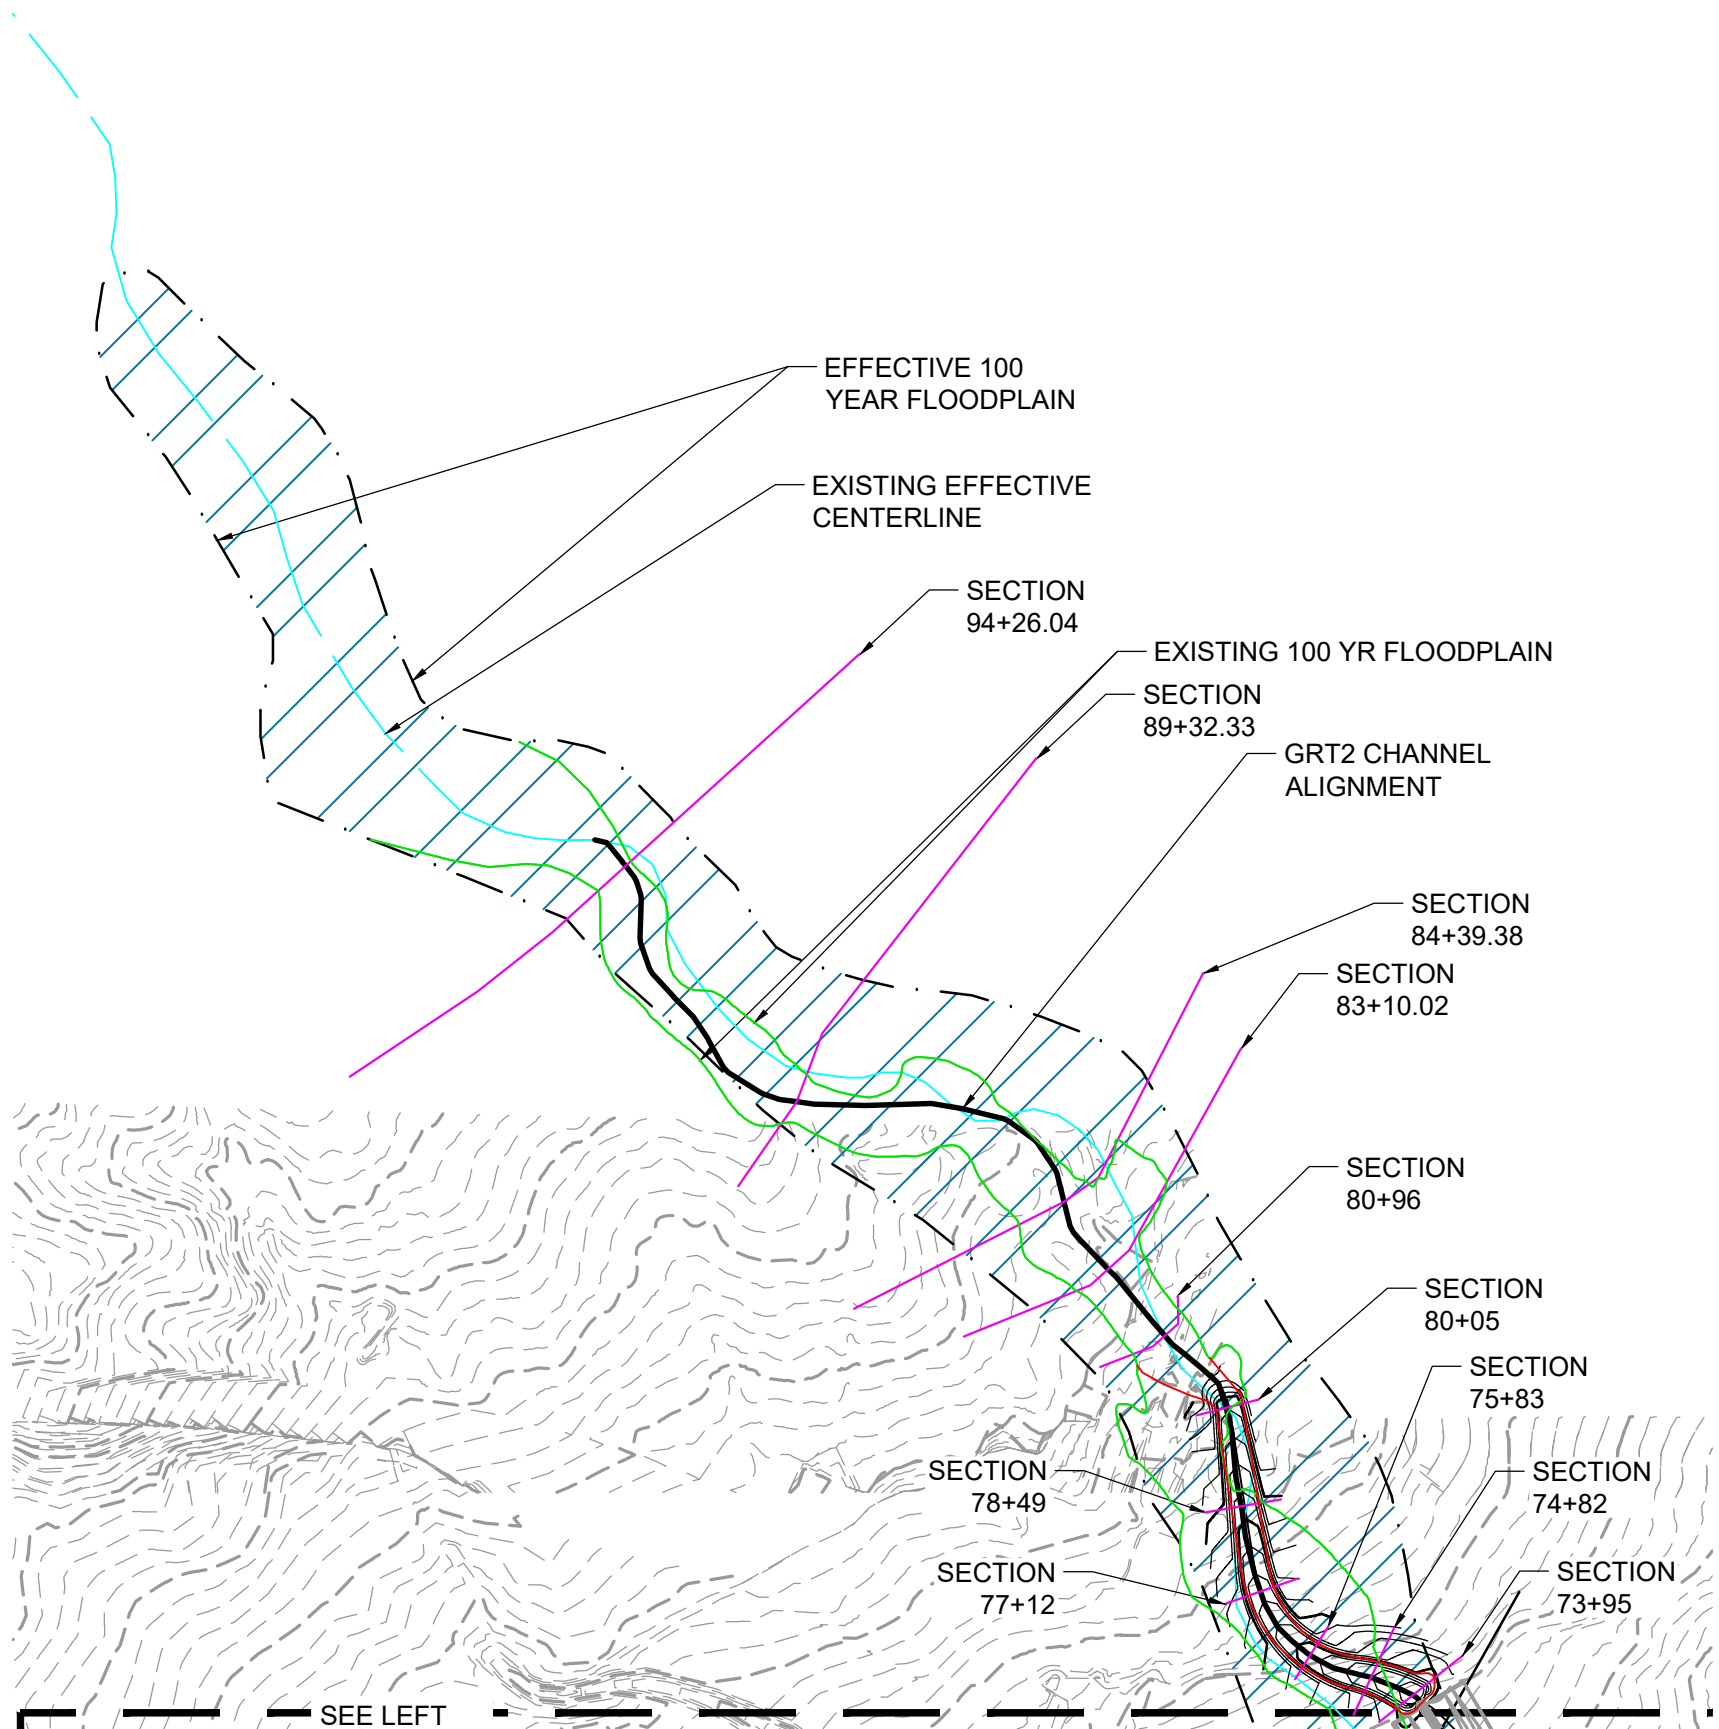 EFFECTIVE 100
YEAR FLOODPLAIN
EXISTING EFFECTIVE
CENTERLINE
SECTION
94+26.04
EXISTING 100 YR FLOODPLAIN
SECTION
89+32.33
GRT2 CHANNEL
ALIGNMENT
SECTION
84+39.38
SECTION
83+10.02
SECTION
80+96
SECTION
80+05
SECTION
75+83
SECTION
78+49
SECTION
74+82
SECTION
77+12
SECTION
73+95
SEE LEFT